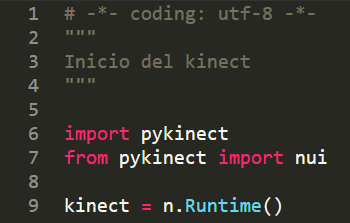 1 # -*- coding: utf-8 -*-
2 """
3 Inicio del kinect
4 """
5
6 import pykinect
7 from pykinect import nui
8
9 kinect = n.Runtime()